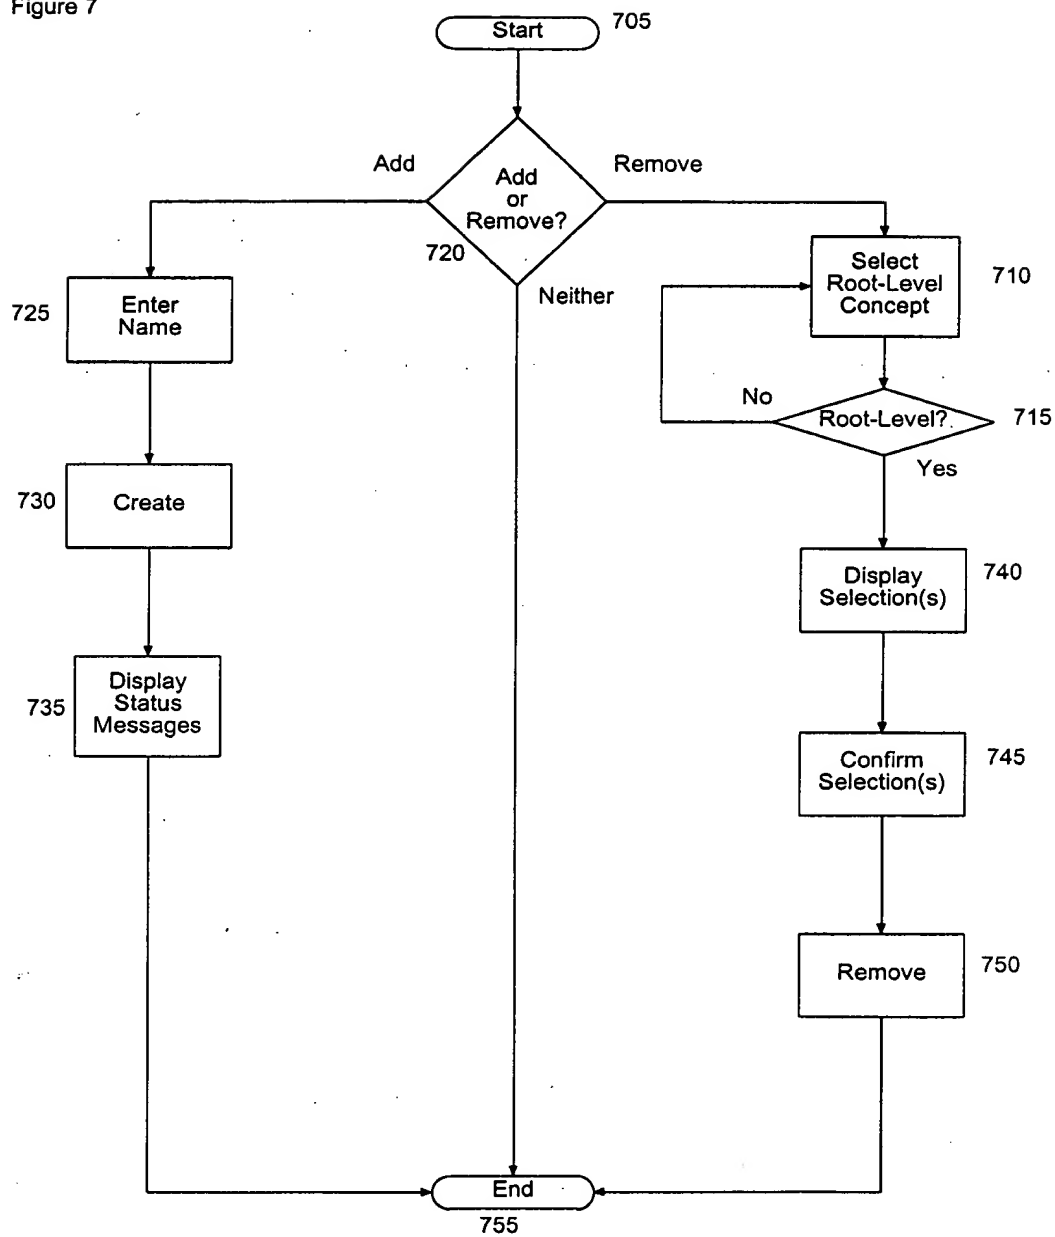 Figure 7
Start
705
Add
Add
or
Remove?
Remove
720
Neither
Enter
Name
725
Select
Root-Level
Concept
710
No
Root-Level?
715
Yes
730
Create
Display
Selection(s)
740
Display
Status
Messages
735
Confirm
Selection(s)
745
Remove
750
End
755